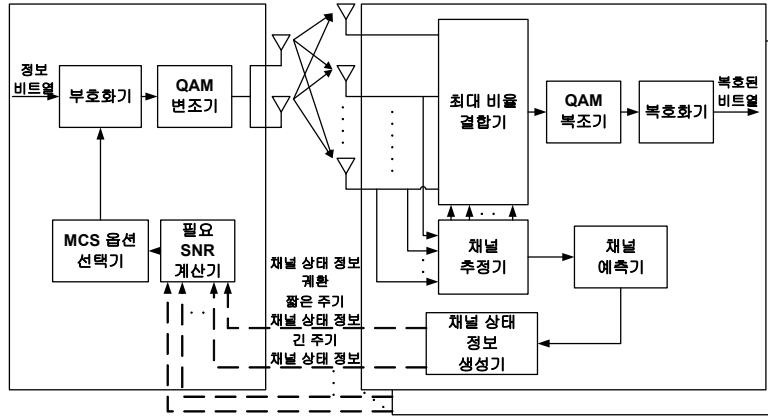 정보
비트열
부호화기
QAM
변조기
최대 비율
결합기
QAM
복조기
복호화기
복호된
비트열
MCS 옵션
선택기
필요
SNR
계산기
채널 상태 정보
궤환
짧은 주기
채널 상태 정보
긴 주기
채널 상태 정보
채널
추정기
채널
예측기
채널 상태
정보
생성기